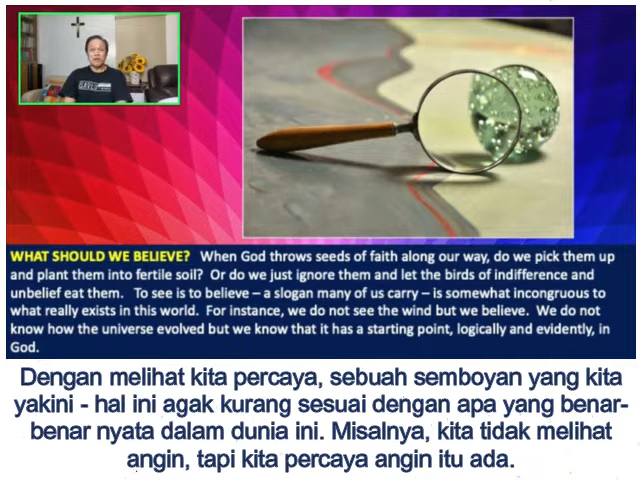 WHAT SHOULD WE BELIEVE? When God throws seeds of faith along our way, do we pick them up
and plant them into fertile soil? Or do we just ignore them and let the birds of indifference and
unbelief eat them. To see is to believe – a slogan many of us carry – is somewhat incongruous to
what really exists in this world. For instance, we do not see the wind but we believe. We do not
know how the universe evolved but we know that it has a starting point, logically and evidently, in
God.
Dengan melihat kita percaya, sebuah semboyan yang kita
yakini - hal ini agak kurang sesuai dengan apa yang benar-
benar nyata dalam dunia ini. Misalnya, kita tidak melihat
angin, tapi kita percaya angin itu ada.